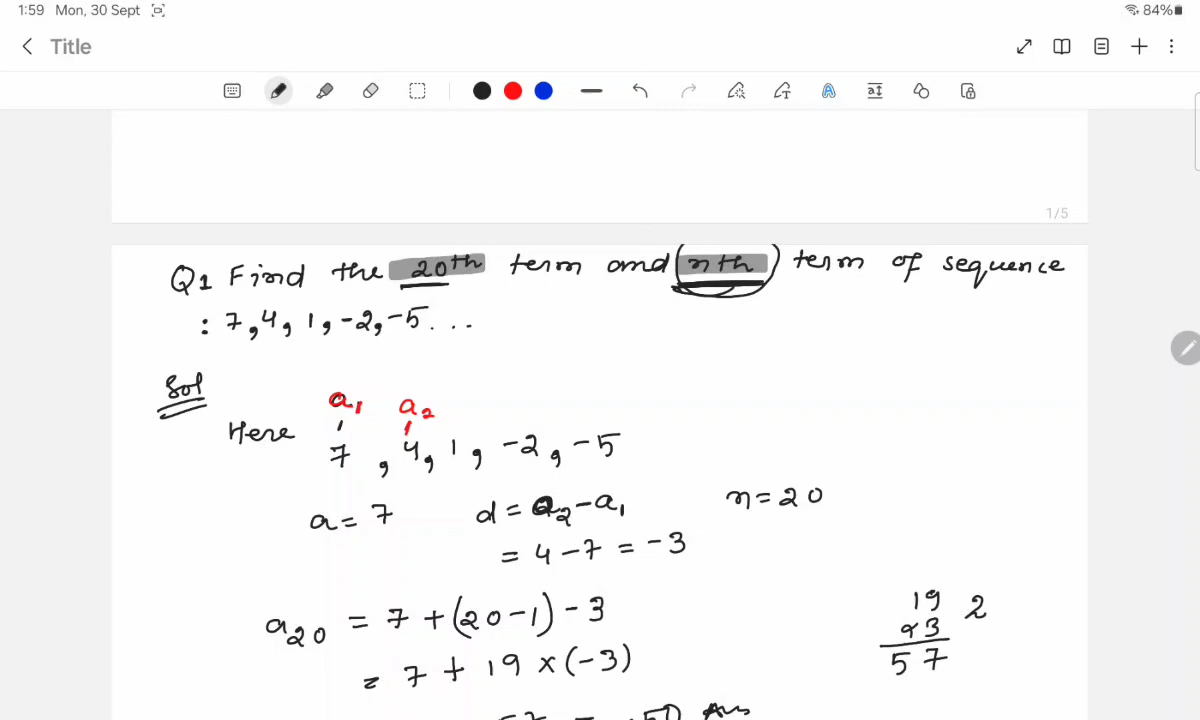 1:59 Mon, 30 Sept 84%
Title
1/5
Q1 Find the 20th term and nth term of sequence
: 7, 4, 1, -2, -5...
Sol
a1 a2
Here 7, 4, 1, -2, -5
a = 7 d = a2 - a1 n = 20
= 4 - 7 = -3
a20 = 7 + (20-1) - 3
19 2
×3
57
= 7 + 19 × (-3)
Ans